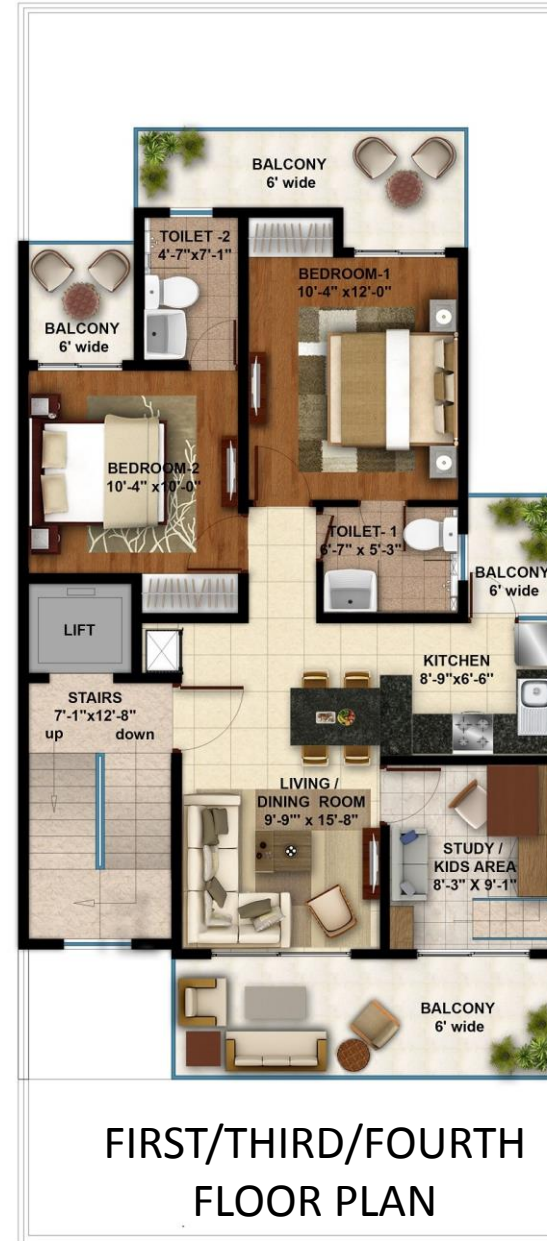 BALCONY
6' wide
TOILET -2
4'-7"x7'-1"
BEDROOM-1
10'-4" x12'-0"
BALCONY
6' wide
BEDROOM-2
10'-4" x10'-0"
TOILET- 1
6'-7" x 5'-3"
BALCONY
6' wide
LIFT
KITCHEN
8'-9"x6'-6"
STAIRS
7'-1"x12'-8"
up down
LIVING /
DINING ROOM
9'-9"' x 15'-8"
STUDY /
KIDS AREA
8'-3" X 9'-1"
BALCONY
6' wide
FIRST/THIRD/FOURTH
FLOOR PLAN